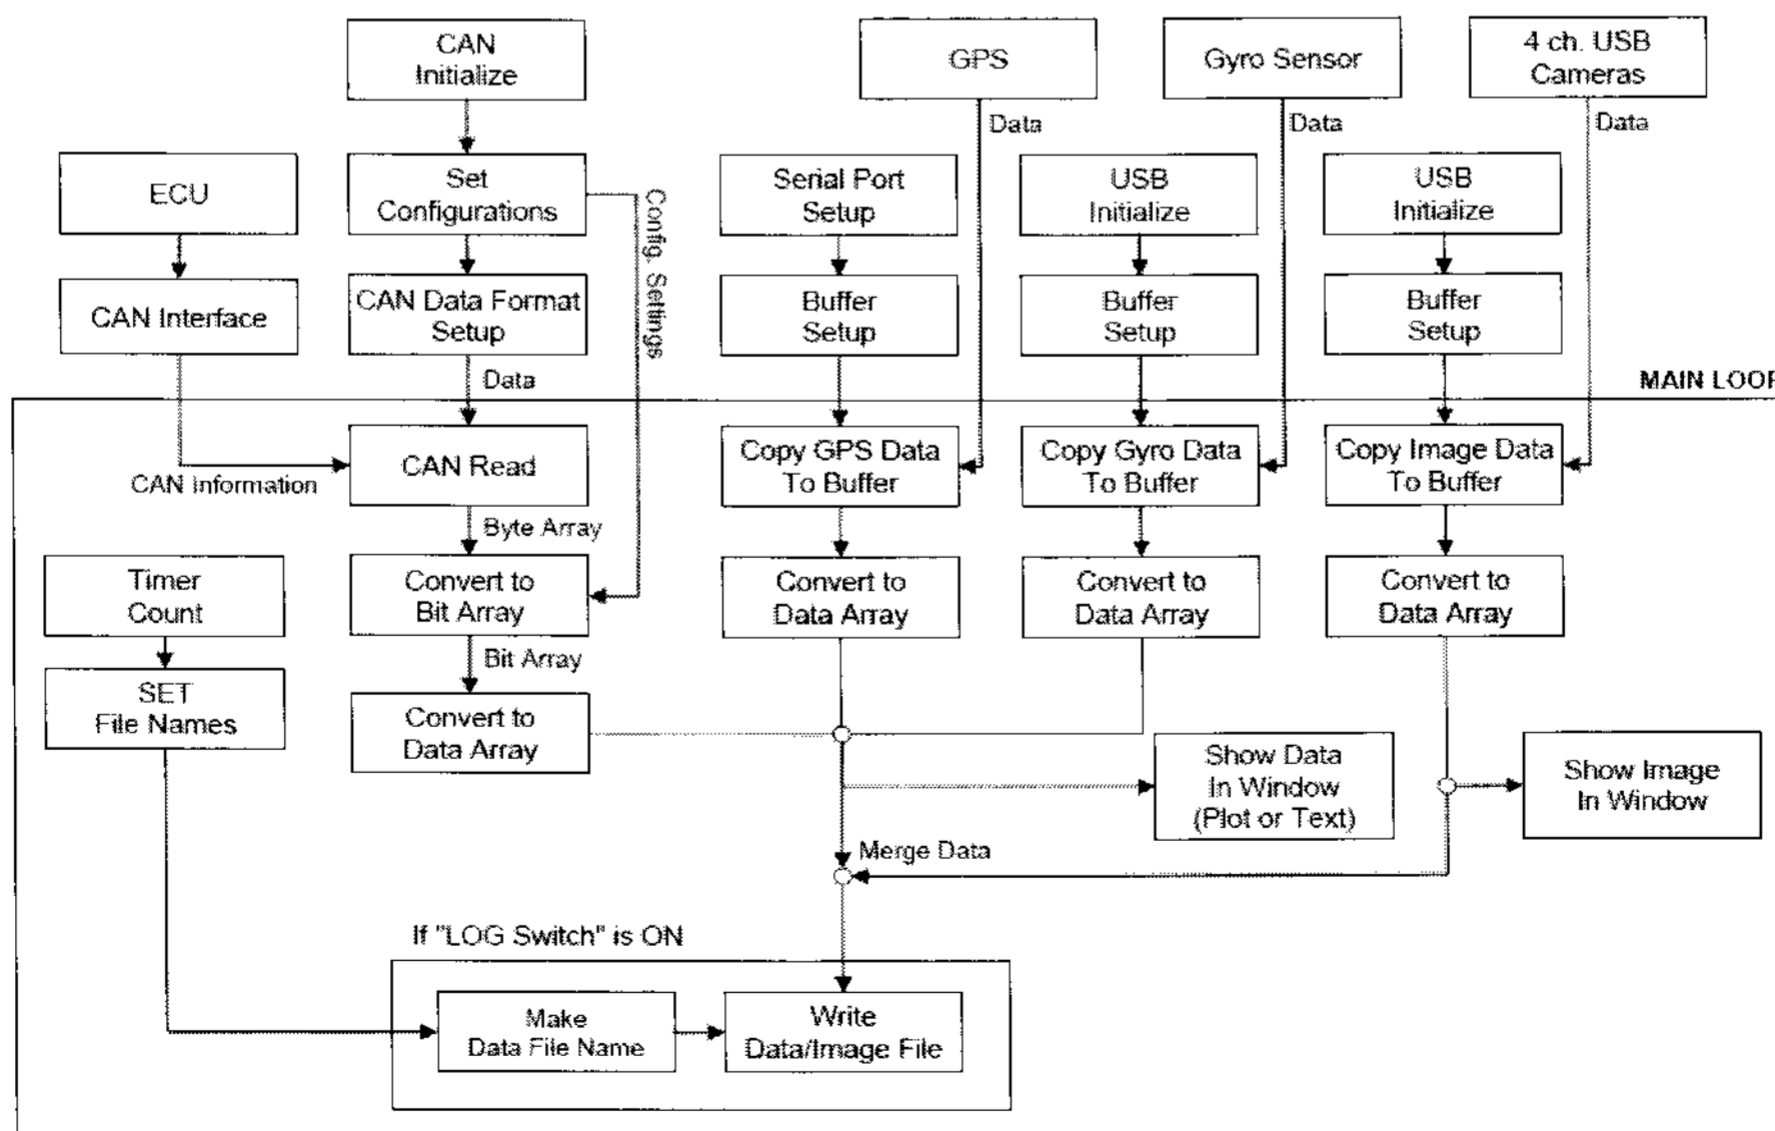 CAN
Initialize
GPS
Gyro Sensor
4 ch. USB
Cameras
Data
Data
Data
ECU
Set
Configurations
Config. Settings
Serial Port
Setup
USB
Initialize
USB
Initialize
CAN Interface
CAN Data Format
Setup
Buffer
Setup
Buffer
Setup
Buffer
Setup
Data
MAIN LOOP
CAN Information
CAN Read
Copy GPS Data
To Buffer
Copy Gyro Data
To Buffer
Copy Image Data
To Buffer
Byte Array
Timer
Count
Convert to
Bit Array
Convert to
Data Array
Convert to
Data Array
Convert to
Data Array
Bit Array
SET
File Names
Convert to
Data Array
Show Data
In Window
(Plot or Text)
Show Image
In Window
Merge Data
If "LOG Switch" is ON
Make
Data File Name
Write
Data/Image File